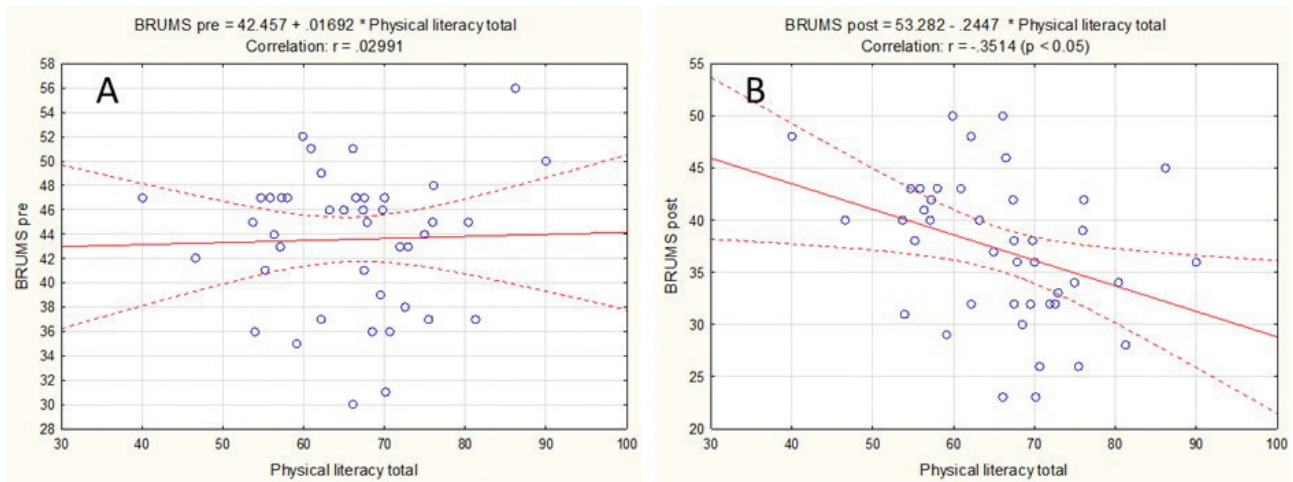 BRUMS pre = 42.457 + .01692 * Physical literacy total
Correlation: r = .02991
A
58
56
54
52
50
48
46
44
42
40
38
36
34
32
30
28
BRUMS pre
30 40 50 60 70 80 90 100
Physical literacy total
BRUMS post = 53.282 - .2447 * Physical literacy total
Correlation: r = -.3514 (p < 0.05)
B
55
50
45
40
35
30
25
20
BRUMS post
30 40 50 60 70 80 90 100
Physical literacy total